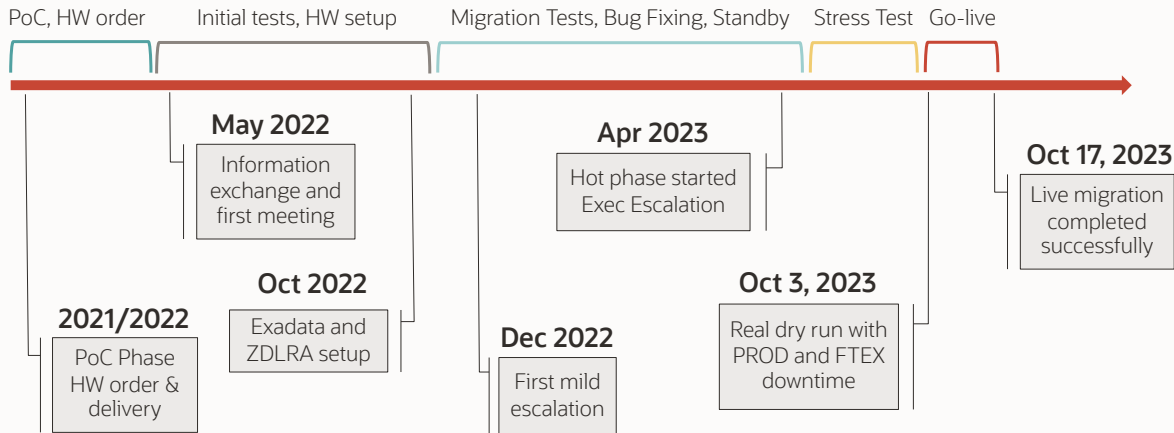 PoC, HW order
Initial tests, HW setup
Migration Tests, Bug Fixing, Standby
Stress Test
Go-live
May 2022
Information
exchange and
first meeting
Apr 2023
Hot phase started
Exec Escalation
Oct 17, 2023
Live migration
completed
successfully
2021/2022
PoC Phase
HW order &
delivery
Oct 2022
Exadata and
ZDLRA setup
Dec 2022
First mild
escalation
Oct 3, 2023
Real dry run with
PROD and FTEX
downtime